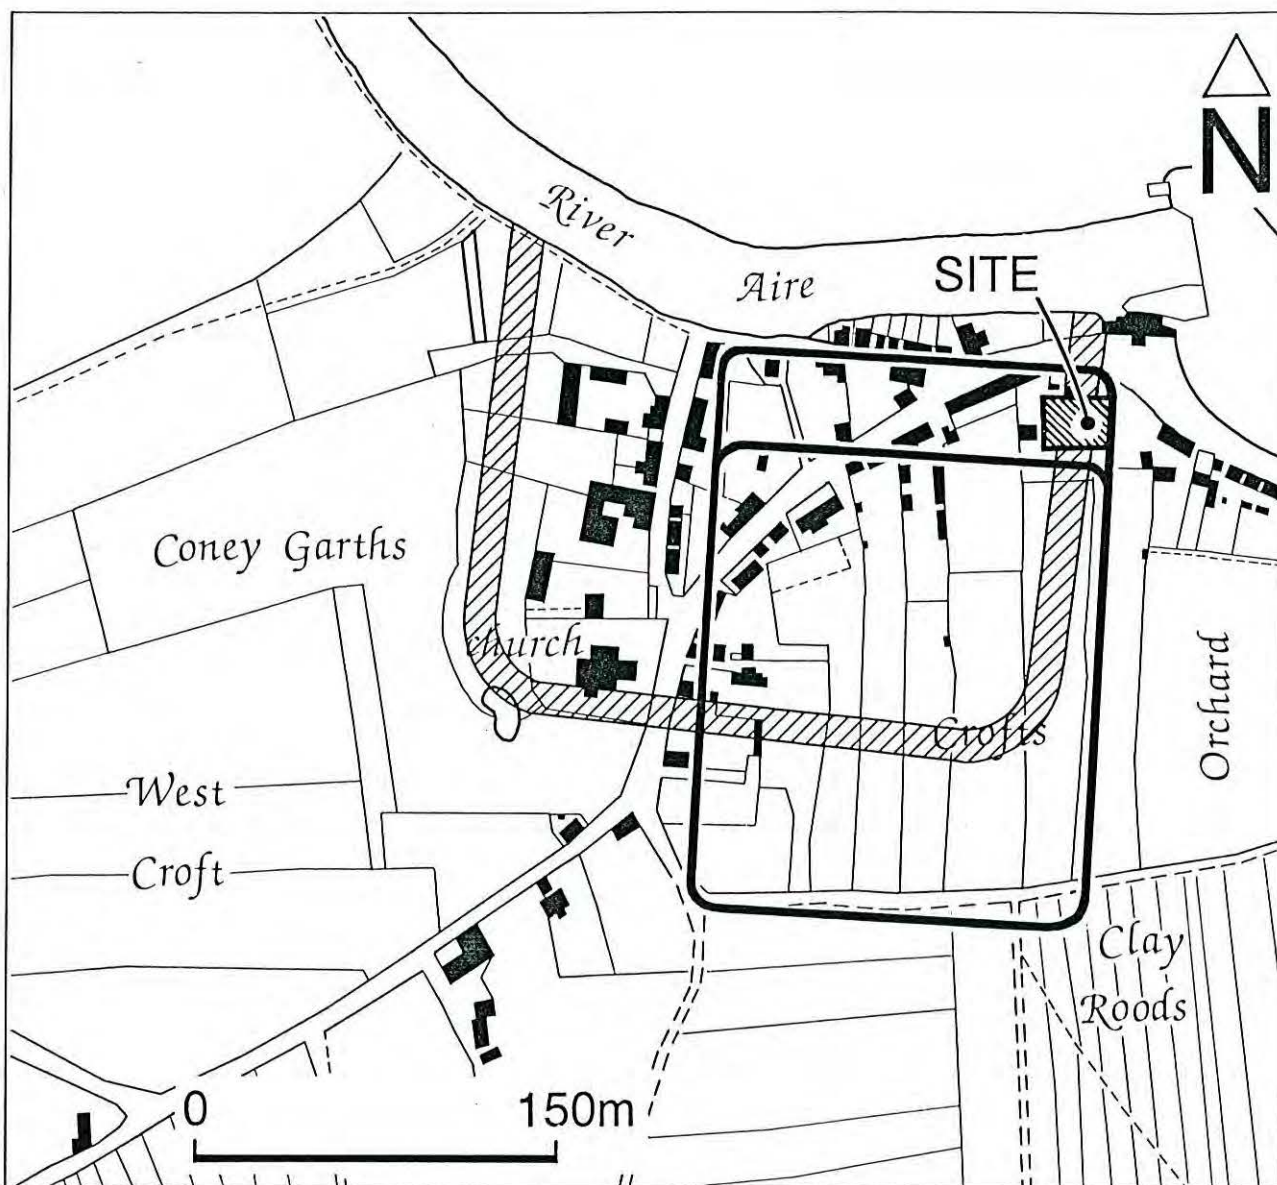 N
River
Aire
SITE
Coney Garths
church
Crofts
Orchard
West
Croft
Clay
Roods
0 150m